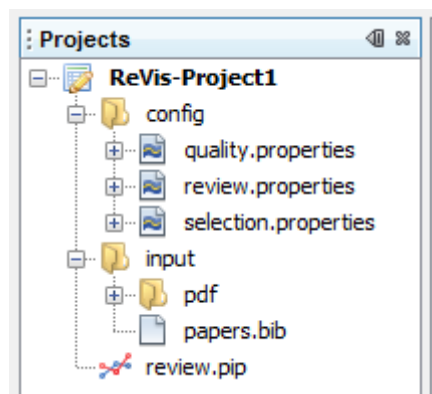 Projects
ReVis-Project1
config
quality.properties
review.properties
selection.properties
input
pdf
papers.bib
review.pip